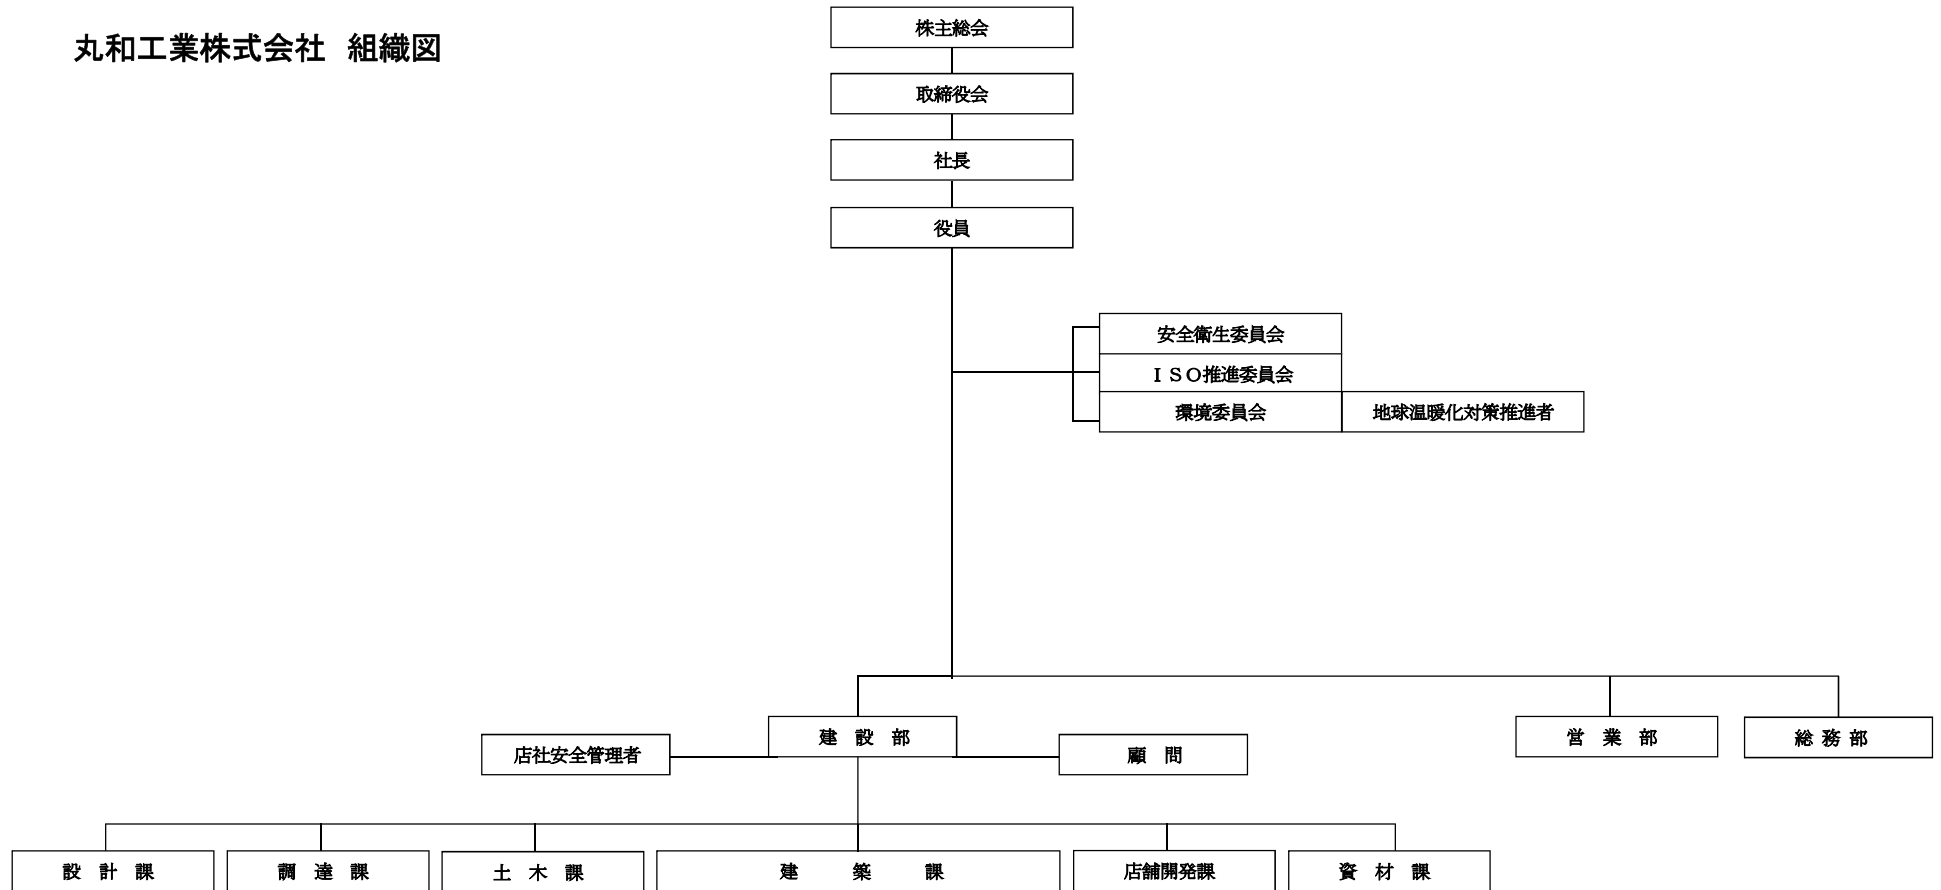 丸和工業株式会社 組織図
株主総会
取締役会
社長
役員
安全衛生委員会
ＩＳＯ推進委員会
環境委員会
地球温暖化対策推進者
建 設 部
営 業 部
総 務 部
店社安全管理者
顧 問
設 計 課
調 達 課
土 木 課
建 築 課
店舗開発課
資 材 課